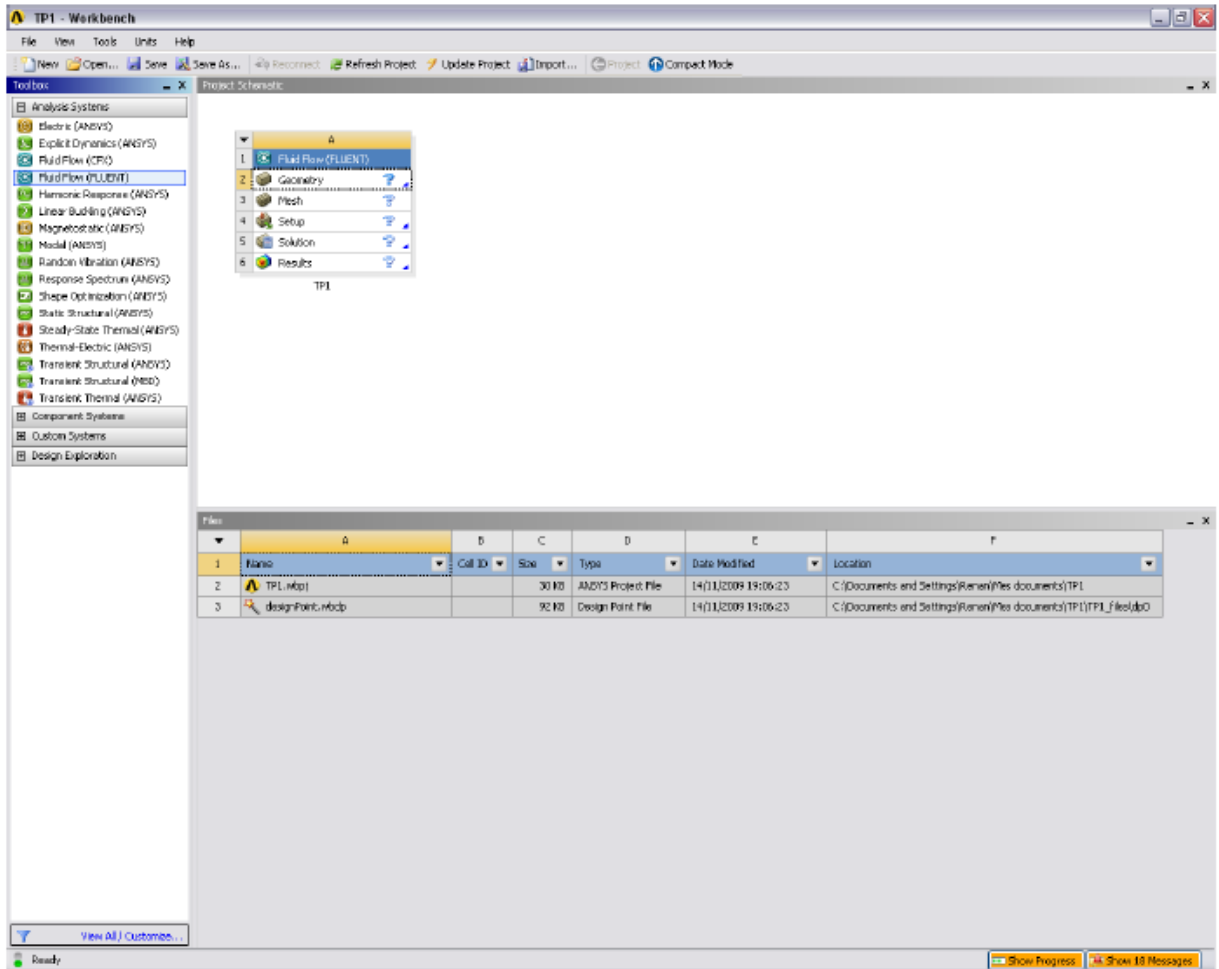 TP1 - Workbench
File View Tools Units Help
New Open... Save Save As... Reconnect Refresh Project Update Project Import... Project Compact Mode
Toolbox
Analysis Systems
Electric (ANSYS)
Explicit Dynamics (ANSYS)
Fluid Flow (CFX)
Fluid Flow (FLUENT)
Harmonic Response (ANSYS)
Linear Buckling (ANSYS)
Magnetostatic (ANSYS)
Modal (ANSYS)
Random Vibration (ANSYS)
Response Spectrum (ANSYS)
Shape Optimization (ANSYS)
Static Structural (ANSYS)
Steady-State Thermal (ANSYS)
Thermal-Electric (ANSYS)
Transient Structural (ANSYS)
Transient Structural (MBD)
Transient Thermal (ANSYS)
Component Systems
Custom Systems
Design Exploration
View All / Customize...
Project Schematic
A
1 Fluid Flow (FLUENT)
2 Geometry ?
3 Mesh ?
4 Setup ?
5 Solution ?
6 Results ?
TP1
Files
A B C D E F
1 Name Cell ID Size Type Date Modified Location
2 TP1.wbpj 38 KB ANSYS Project File 14/11/2009 19:06:23 C:\Documents and Settings\Renan\Mes documents\TP1
3 designPoint.wbdp 92 KB Design Point File 14/11/2009 19:06:23 C:\Documents and Settings\Renan\Mes documents\TP1\TP1_files\dp0
Ready
Show Progress Show 18 Messages